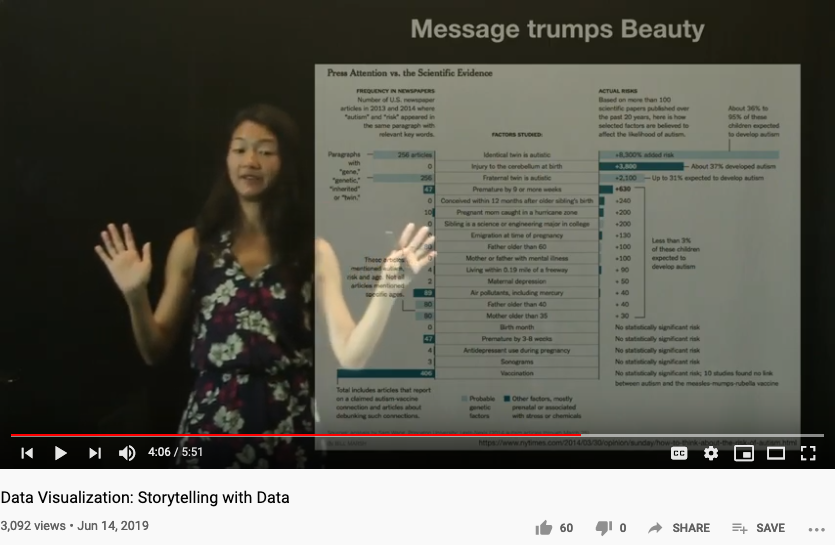 Message trumps Beauty
Press Attention vs. the Scientific Evidence
FREQUENCY IN NEWSPAPERS
Number of U.S. newspaper
articles in 2013 and 2014 where
"autism" and "risk" appeared in
the same paragraph with
relevant key words.
FACTORS STUDIED:
ACTUAL RISKS
Based on more than 100
scientific papers published over
the past 20 years, here is how
selected factors are believed to
affect the likelihood of autism.
About 36% to
95% of these
children expected
to develop autism
Paragraphs
with
"gene,"
"genetic,"
"inherited"
or "twin."
256 articles Identical twin is autistic +8,300% added risk
0 Injury to the cerebellum at birth +3,800 About 37% developed autism
256 Fraternal twin is autistic +2,100 Up to 31% expected to develop autism
47 Premature by 9 or more weeks +630
0 Conceived within 12 months after older sibling's birth +240
10 Pregnant mom caught in a hurricane zone +200
0 Sibling is a science or engineering major in college +200
Emigration at time of pregnancy +130
Father older than 60 +100
Mother or father with mental illness +100
4 Living within 0.19 mile of a freeway + 90
2 Maternal depression + 50
69 Air pollutants, including mercury + 40
90 Father older than 40 + 40
90 Mother older than 35 + 30
0 Birth month No statistically significant risk
47 Premature by 3-8 weeks No statistically significant risk
4 Antidepressant use during pregnancy No statistically significant risk
3 Sonograms No statistically significant risk
466 Vaccination No statistically significant risk; 10 studies found no link
between autism and the measles-mumps-rubella vaccine
Less than 3%
of these children
expected to
develop autism
These articles
mentioned autism,
risk and age. Not all
articles mentioned
specific ages.
Total includes articles that report
on a claimed autism-vaccine
connection and articles about
debunking such connections.
Probable
genetic
factors
Other factors, mostly
prenatal or associated
with stress or chemicals
https://www.nytimes.com/2014/03/30/opinion/sunday/how-to-think-about-the-risk-of-autism.html
4:06 / 5:51
CC
Data Visualization: Storytelling with Data
3,092 views • Jun 14, 2019
60 0 SHARE SAVE